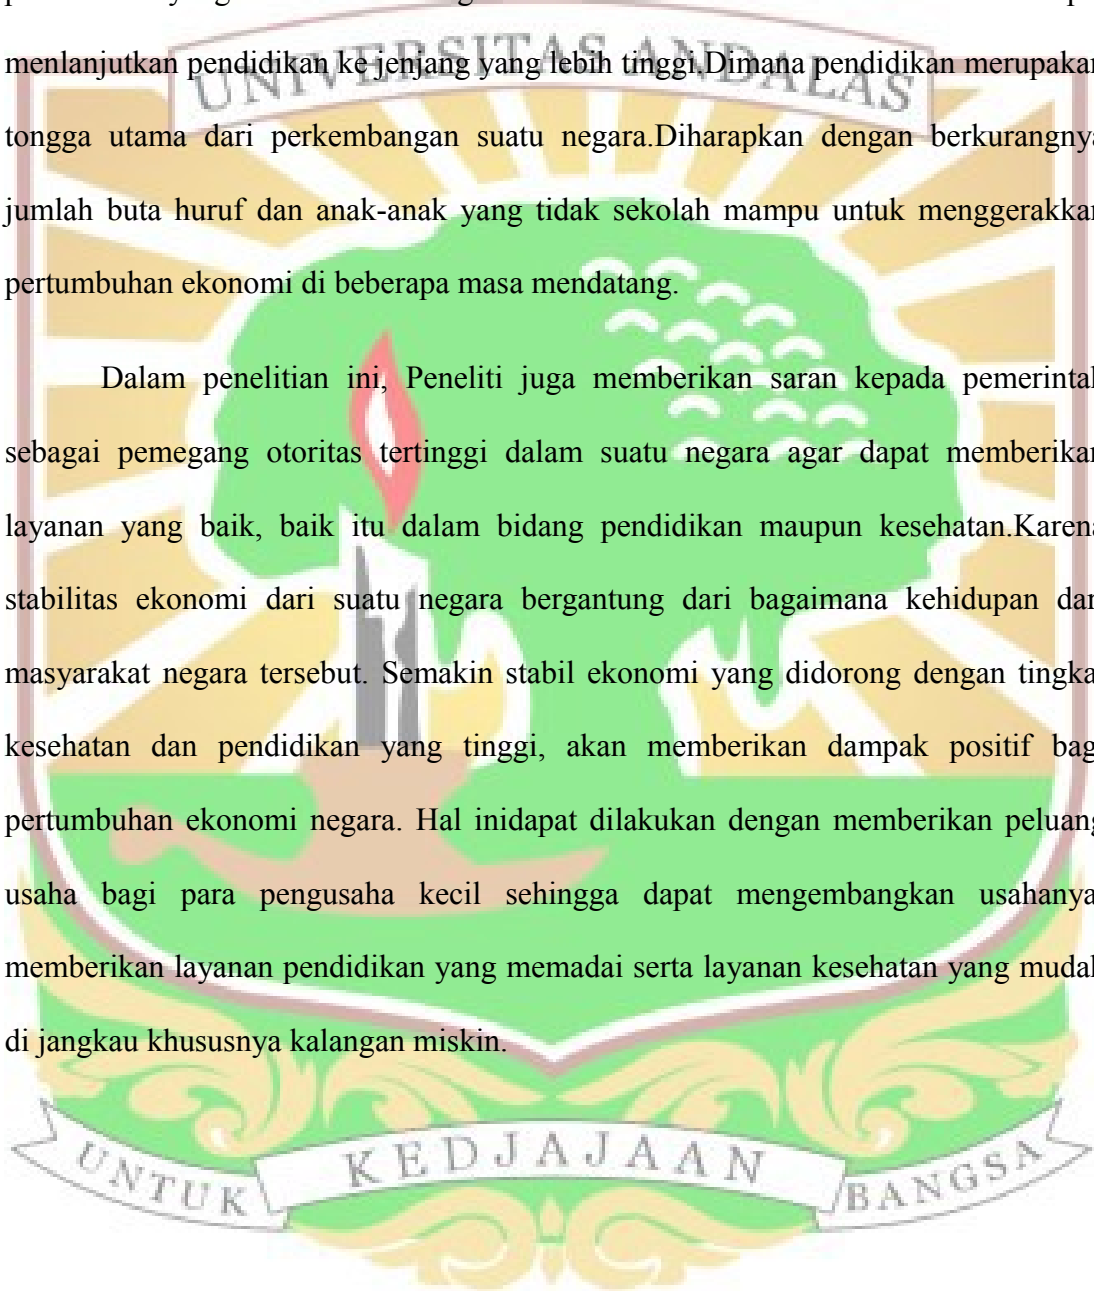 UNIVERSITAS ANDALAS
menlanjutkan pendidikan ke jenjang yang lebih tinggi.Dimana pendidikan merupakan
tongga utama dari perkembangan suatu negara.Diharapkan dengan berkurangnya
jumlah buta huruf dan anak-anak yang tidak sekolah mampu untuk menggerakkan
pertumbuhan ekonomi di beberapa masa mendatang.
Dalam penelitian ini, Peneliti juga memberikan saran kepada pemerintah
sebagai pemegang otoritas tertinggi dalam suatu negara agar dapat memberikan
layanan yang baik, baik itu dalam bidang pendidikan maupun kesehatan.Karena
stabilitas ekonomi dari suatu negara bergantung dari bagaimana kehidupan dan
masyarakat negara tersebut. Semakin stabil ekonomi yang didorong dengan tingkat
kesehatan dan pendidikan yang tinggi, akan memberikan dampak positif bagi
pertumbuhan ekonomi negara. Hal inidapat dilakukan dengan memberikan peluang
usaha bagi para pengusaha kecil sehingga dapat mengembangkan usahanya
memberikan layanan pendidikan yang memadai serta layanan kesehatan yang mudah
di jangkau khususnya kalangan miskin.
UNTUK KEDJAJAAN BANGSA